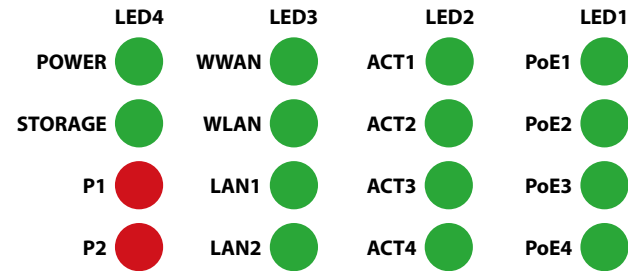 LED4 LED3 LED2 LED1
POWER WWAN ACT1 PoE1
STORAGE WLAN ACT2 PoE2
P1 LAN1 ACT3 PoE3
P2 LAN2 ACT4 PoE4